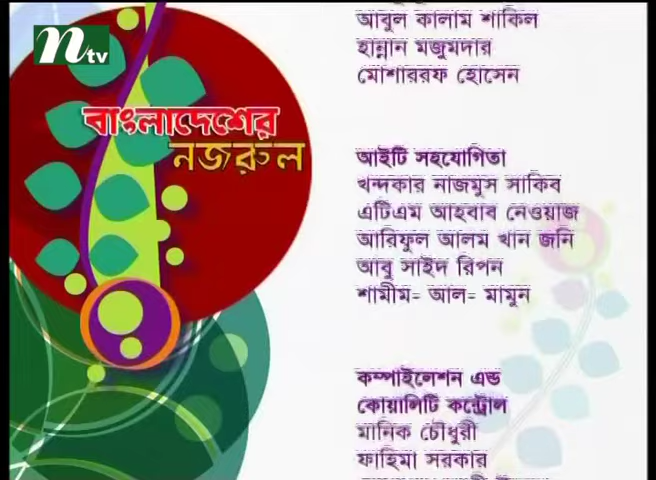 ntv
বাংলাদেশের
নজরুল
আবুল কালাম শাকিল
হান্নান মজুমদার
মোশাররফ হোসেন
আইটি সহযোগিতা
খন্দকার নাজমুস সাকিব
এটিএম আহবাব নেওয়াজ
আরিফুল আলম খান জনি
আবু সাইদ রিপন
শামীম= আল= মামুন
কম্পাইলেশন এন্ড
কোয়ালিটি কন্ট্রোল
মানিক চৌধুরী
ফাহিমা সরকার